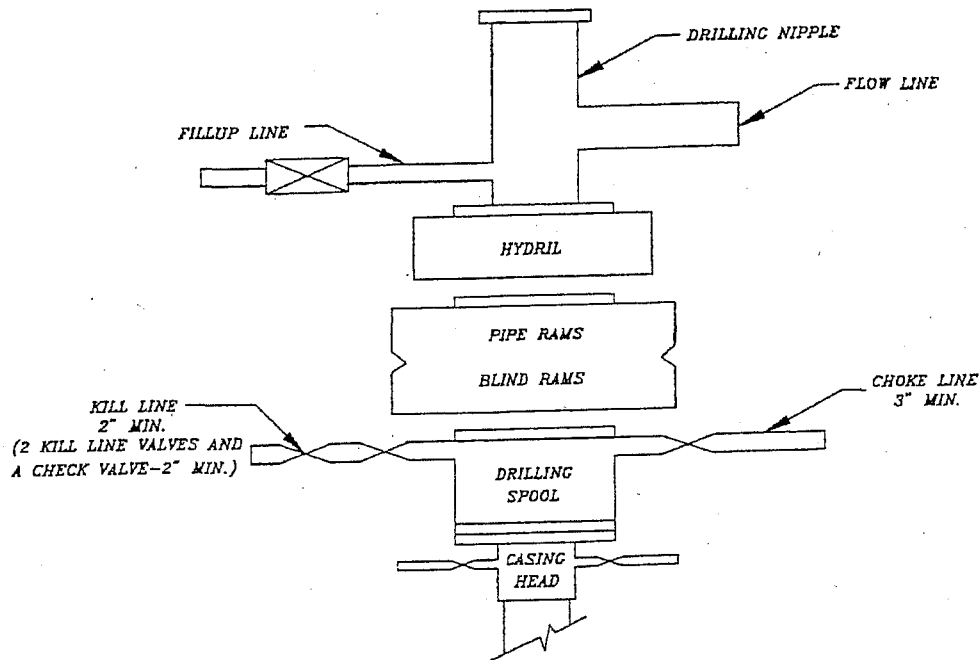 DRILLING NIPPLE
FLOW LINE
FILLUP LINE
HYDRIL
PIPE RAMS
BLIND RAMS
CHOKE LINE
3" MIN.
KILL LINE
2" MIN.
(2 KILL LINE VALVES AND
A CHECK VALVE-2" MIN.)
DRILLING
SPOOL
CASING
HEAD